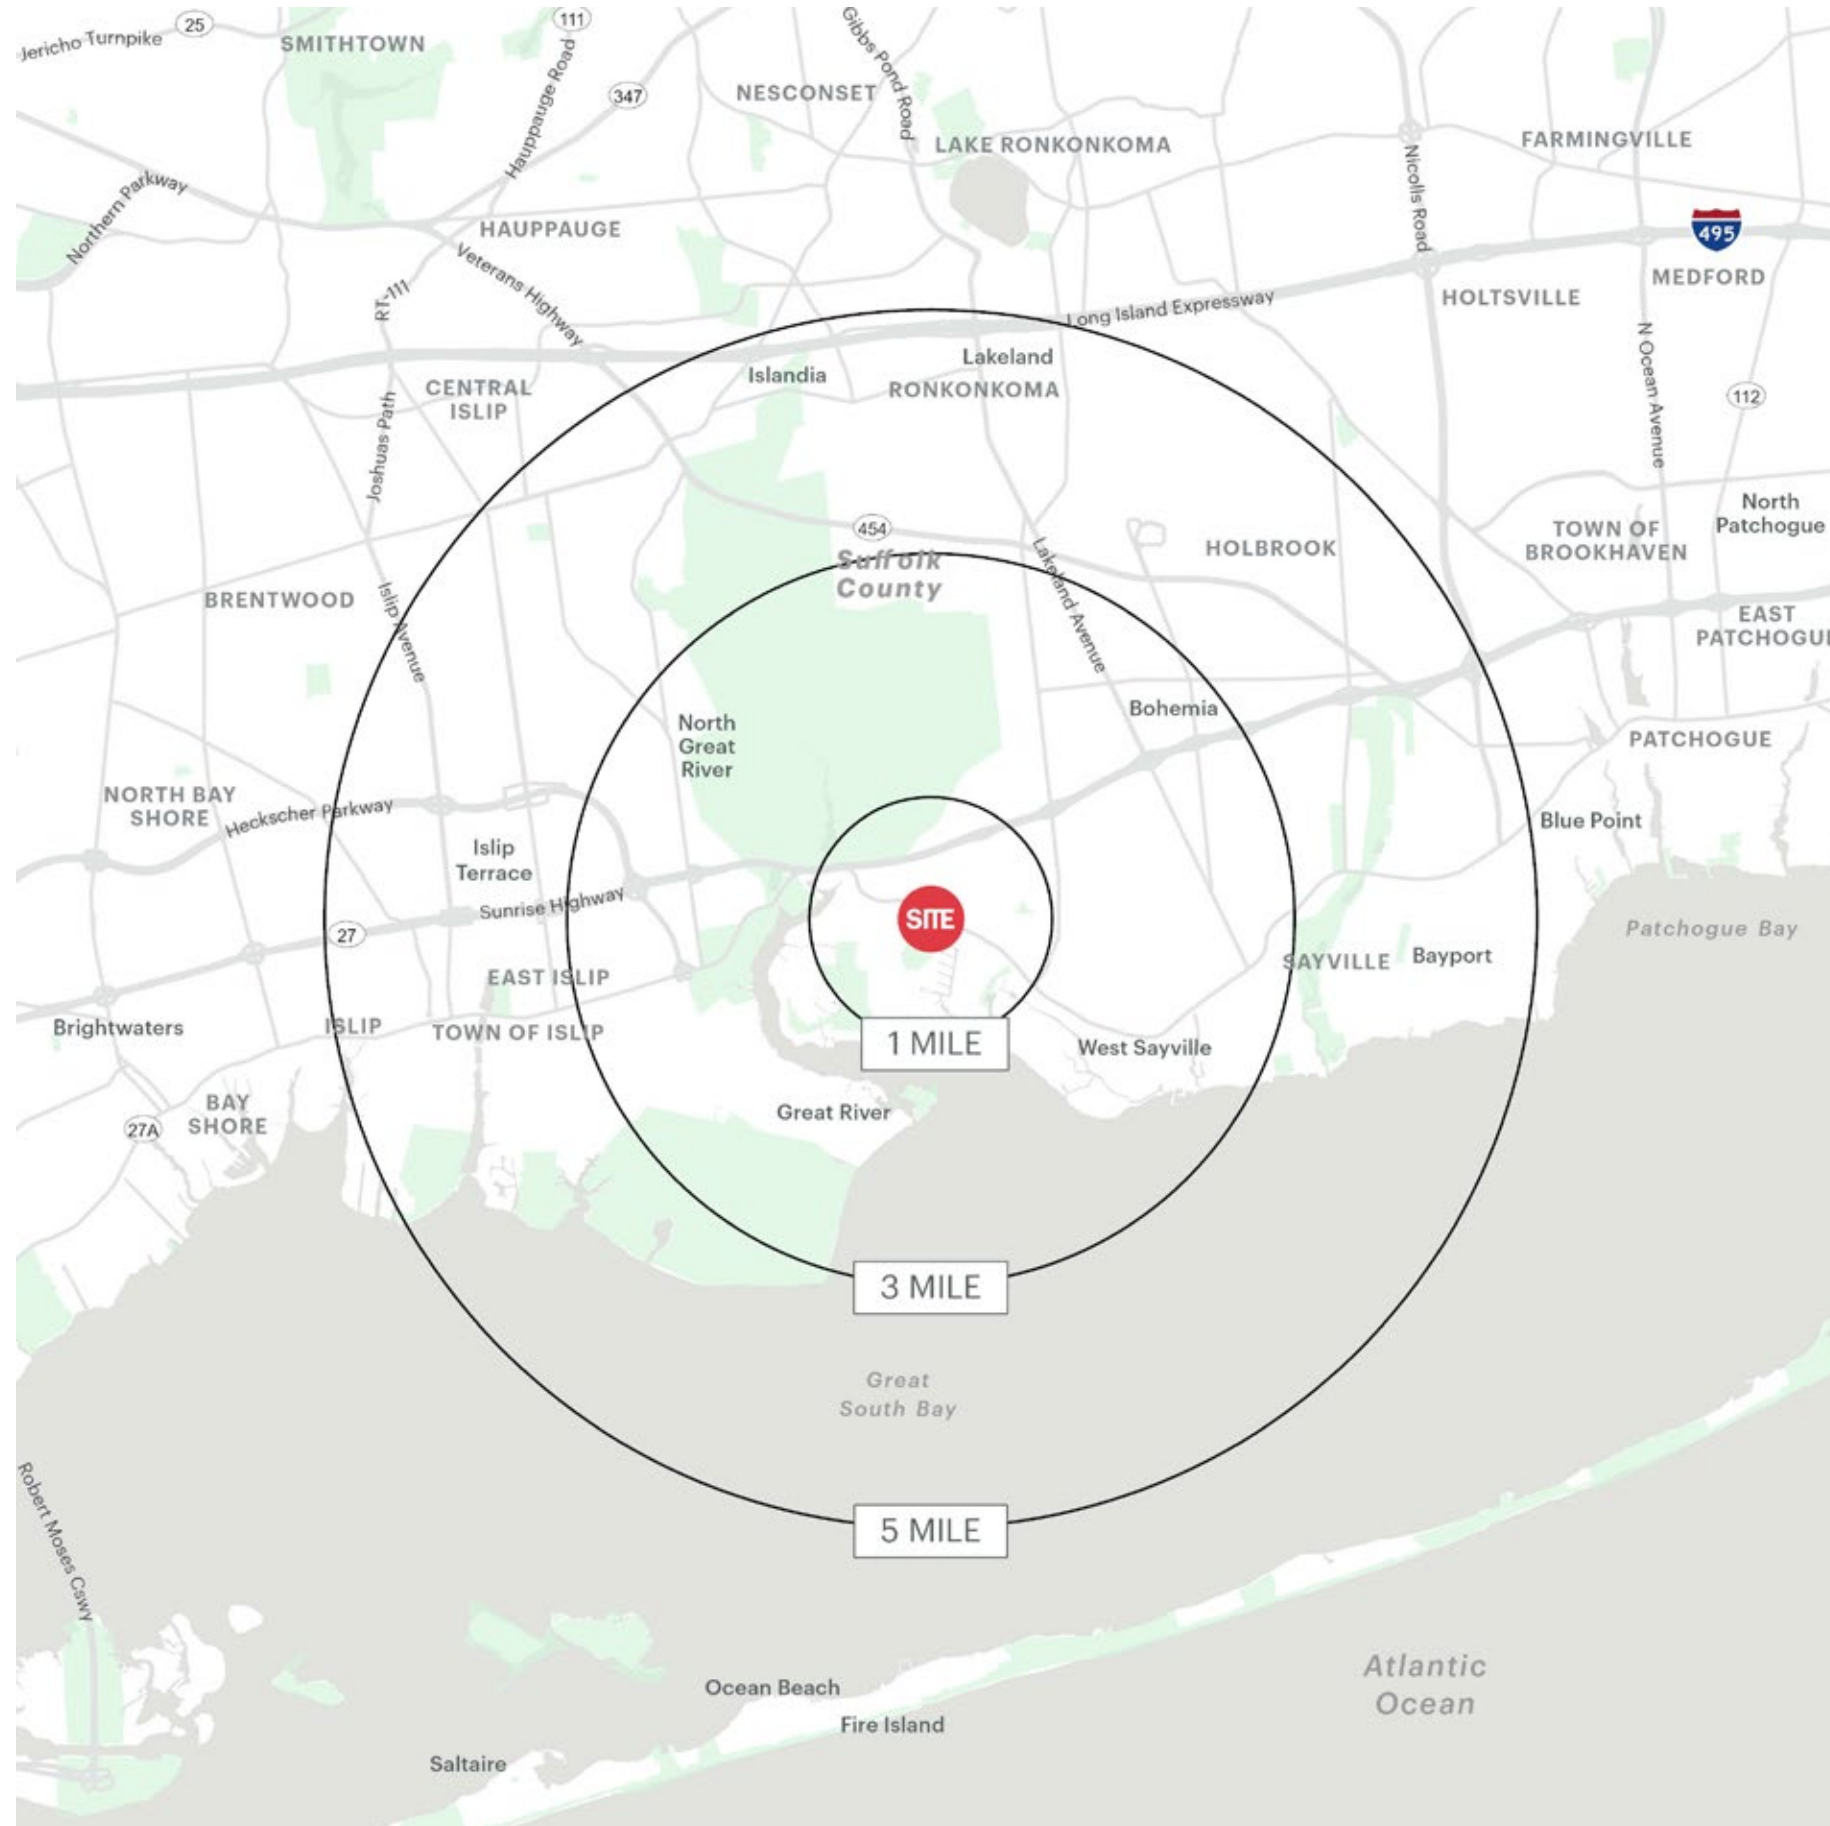 Jericho Turnpike
25
SMITHTOWN
111
Hauppauge Road
347
NESCONSET
Gibbs Pond Road
LAKE RONKONKOMA
Nicolls Road
FARMINGVILLE
Northern Parkway
HAUPPAUGE
Veterans Highway
RT-111
495
MEDFORD
HOLTSVILLE
Long Island Expressway
N Ocean Avenue
Lakeland
Islandia
RONKONKOMA
CENTRAL
ISLIP
112
Joshuas Path
454
Suffolk
County
Lakeland Avenue
HOLBROOK
TOWN OF
BROOKHAVEN
North
Patchogue
BRENTWOOD
Islip Avenue
EAST
PATCHOGU
North
Great
River
Bohemia
PATCHOGUE
NORTH BAY
SHORE
Heckscher Parkway
Blue Point
Islip
Terrace
Sunrise Highway
27
SITE
Patchogue Bay
EAST ISLIP
SAYVILLE
Bayport
Brightwaters
ISLIP
TOWN OF ISLIP
1 MILE
West Sayville
BAY
SHORE
27A
Great River
3 MILE
Great
South Bay
5 MILE
Robert Moses Cswy
Atlantic
Ocean
Ocean Beach
Fire Island
Saltaire